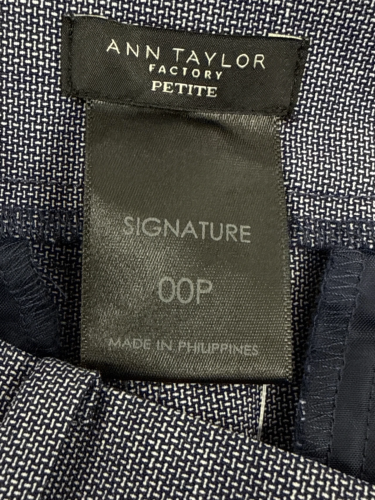 ANN TAYLOR
FACTORY
PETITE
SIGNATURE
00P
MADE IN PHILIPPINES